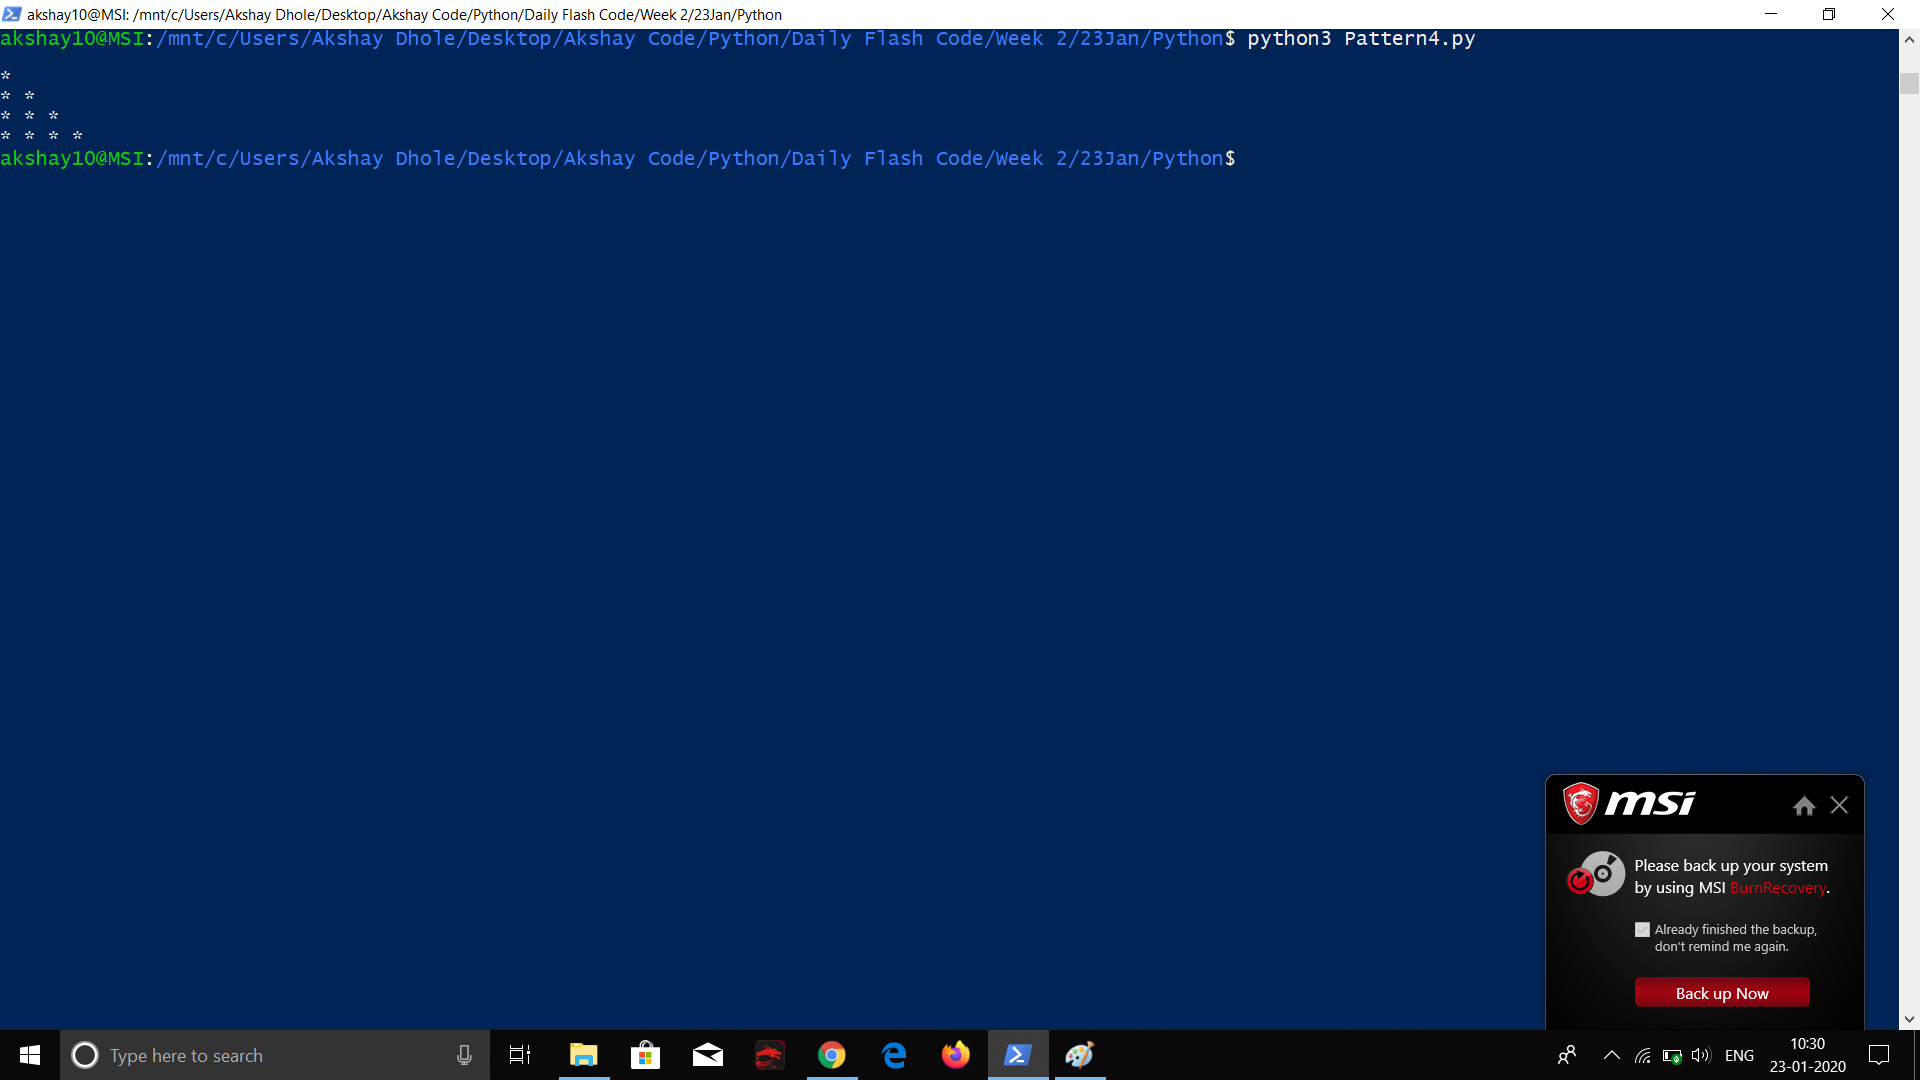 akshay10@MSI: /mnt/c/Users/Akshay Dhole/Desktop/Akshay Code/Python/Daily Flash Code/Week 2/23Jan/Python
akshay10@MSI:/mnt/c/Users/Akshay Dhole/Desktop/Akshay Code/Python/Daily Flash Code/Week 2/23Jan/Python$ python3 Pattern4.py
*
* *
* * *
* * * *
akshay10@MSI:/mnt/c/Users/Akshay Dhole/Desktop/Akshay Code/Python/Daily Flash Code/Week 2/23Jan/Python$
msi
Please back up your system
by using MSI BurnRecovery.
Already finished the backup,
don't remind me again.
Back up Now
Type here to search
ENG
10:30
23-01-2020